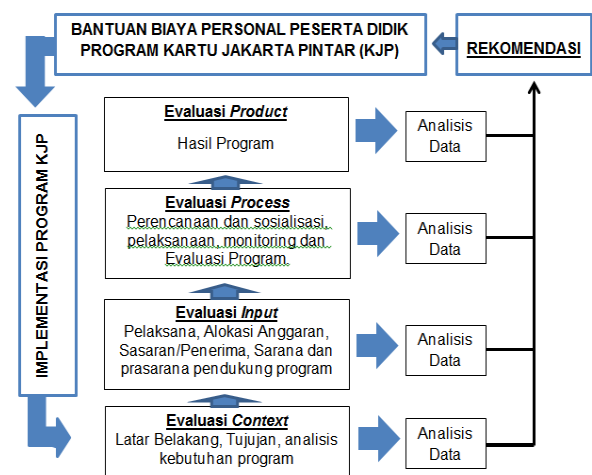 BANTUAN BIAYA PERSONAL PESERTA DIDIK
PROGRAM KARTU JAKARTA PINTAR (KJP)
REKOMENDASI
IMPLEMENTASI PROGRAM KJP
Evaluasi Product
Hasil Program
Analisis
Data
Evaluasi Process
Perencanaan dan sosialisasi,
pelaksanaan, monitoring dan
Evaluasi Program.
Analisis
Data
Evaluasi Input
Pelaksana, Alokasi Anggaran,
Sasaran/Penerima, Sarana dan
prasarana pendukung program
Analisis
Data
Evaluasi Context
Latar Belakang, Tujujan, analisis
kebutuhan program
Analisis
Data